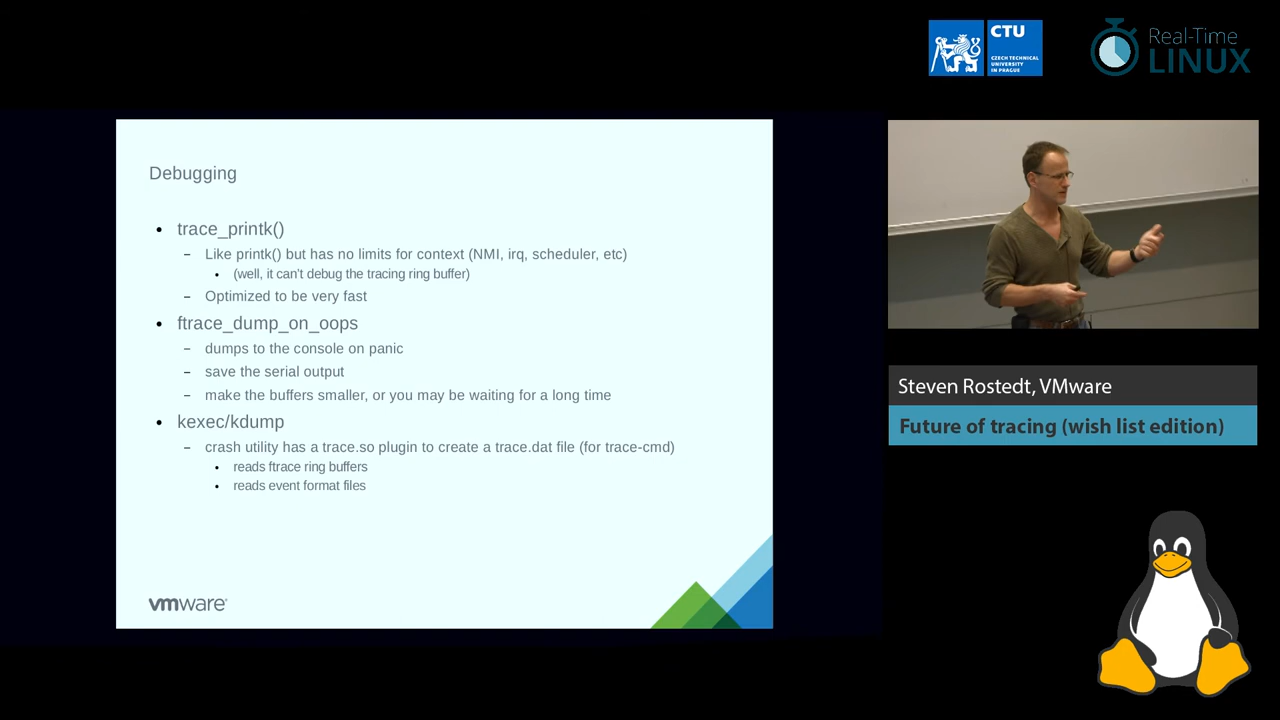 CTU
CZECH TECHNICAL
UNIVERSITY
IN PRAGUE
Real-Time
LINUX
Debugging
• trace_printk()
– Like printk() but has no limits for context (NMI, irq, scheduler, etc)
• (well, it can't debug the tracing ring buffer)
– Optimized to be very fast
• ftrace_dump_on_oops
– dumps to the console on panic
– save the serial output
– make the buffers smaller, or you may be waiting for a long time
• kexec/kdump
– crash utility has a trace.so plugin to create a trace.dat file (for trace-cmd)
• reads ftrace ring buffers
• reads event format files
vmware
Steven Rostedt, VMware
Future of tracing (wish list edition)